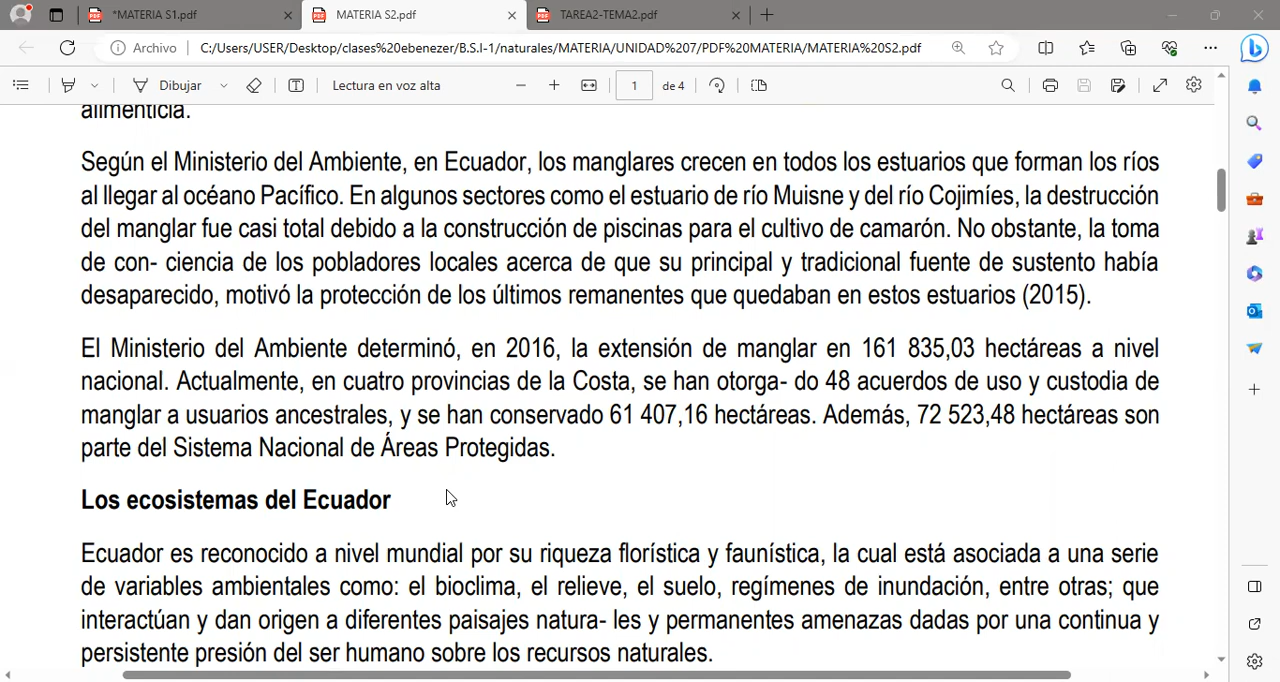 *MATERIA S1.pdf
MATERIA S2.pdf
TAREA2-TEMA2.pdf
Archivo
C:/Users/USER/Desktop/clases%20ebenezer/B.S.I-1/naturales/MATERIA/UNIDAD%207/PDF%20MATERIA/MATERIA%20S2.pdf
Dibujar
Lectura en voz alta
1
de 4
alimenticia.
Según el Ministerio del Ambiente, en Ecuador, los manglares crecen en todos los estuarios que forman los ríos
al llegar al océano Pacífico. En algunos sectores como el estuario de río Muisne y del río Cojimíes, la destrucción
del manglar fue casi total debido a la construcción de piscinas para el cultivo de camarón. No obstante, la toma
de con- ciencia de los pobladores locales acerca de que su principal y tradicional fuente de sustento había
desaparecido, motivó la protección de los últimos remanentes que quedaban en estos estuarios (2015).
El Ministerio del Ambiente determinó, en 2016, la extensión de manglar en 161 835,03 hectáreas a nivel
nacional. Actualmente, en cuatro provincias de la Costa, se han otorga- do 48 acuerdos de uso y custodia de
manglar a usuarios ancestrales, y se han conservado 61 407,16 hectáreas. Además, 72 523,48 hectáreas son
parte del Sistema Nacional de Áreas Protegidas.
Los ecosistemas del Ecuador
Ecuador es reconocido a nivel mundial por su riqueza florística y faunística, la cual está asociada a una serie
de variables ambientales como: el bioclima, el relieve, el suelo, regímenes de inundación, entre otras; que
interactúan y dan origen a diferentes paisajes natura- les y permanentes amenazas dadas por una continua y
persistente presión del ser humano sobre los recursos naturales.